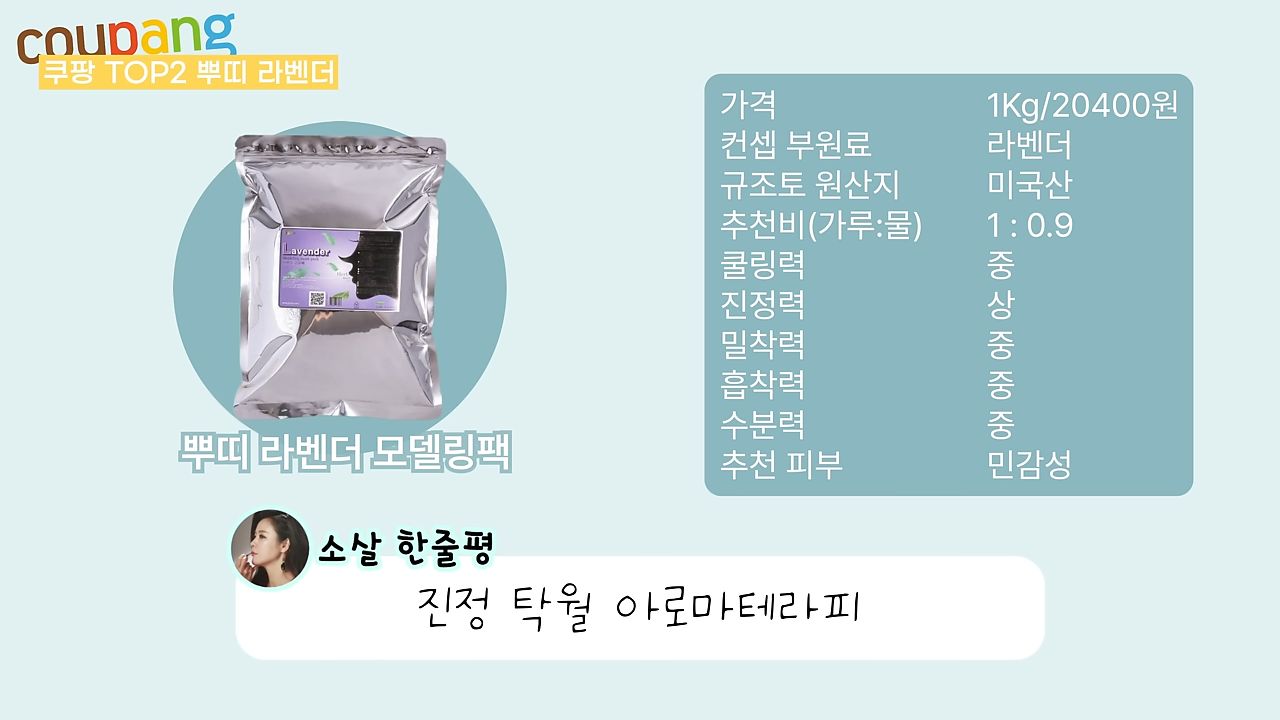 coupang
쿠팡 TOP2 뿌띠 라벤더
Lavender
뿌띠 라벤더 모델링팩
가격 1Kg/20400원
컨셉 부원료 라벤더
규조토 원산지 미국산
추천비(가루:물) 1 : 0.9
쿨링력 중
진정력 상
밀착력 중
흡착력 중
수분력 중
추천 피부 민감성
소살 한줄평
진정 탁월 아로마테라피